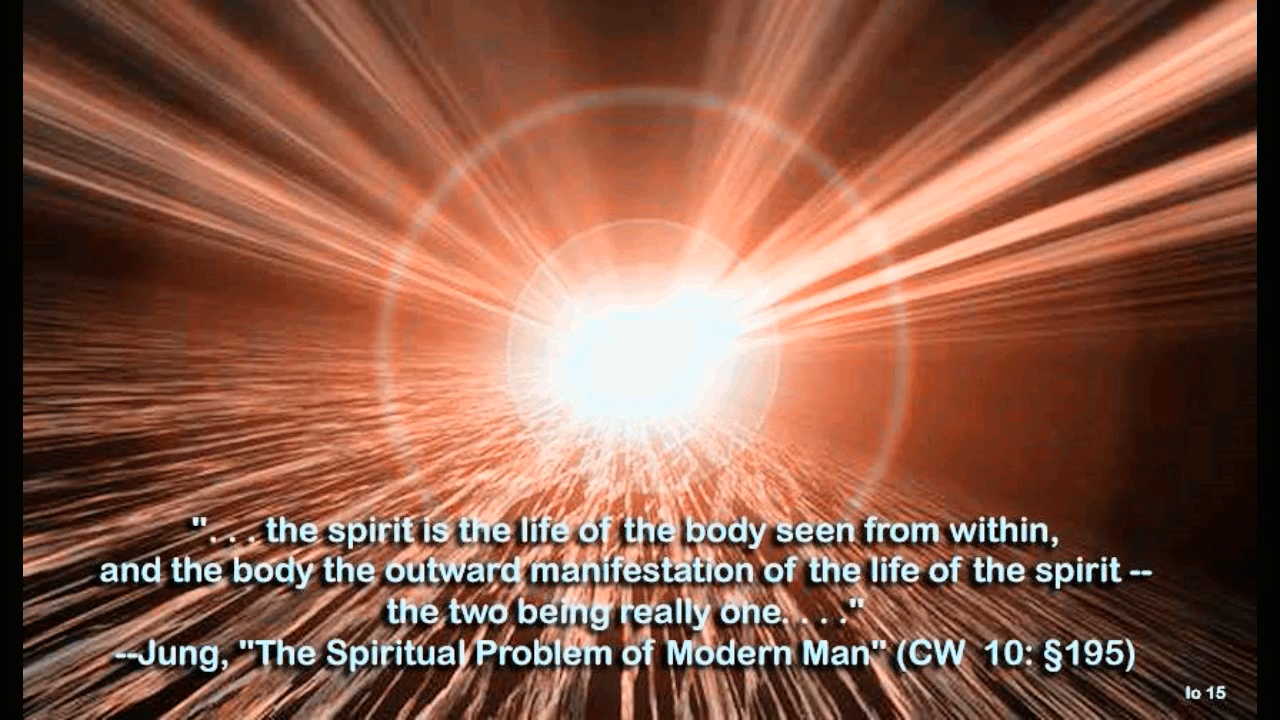 ". . . the spirit is the life of the body seen from within,
and the body the outward manifestation of the life of the spirit --
the two being really one. . . ."
--Jung, "The Spiritual Problem of Modern Man" (CW  10: §195)
lo 15